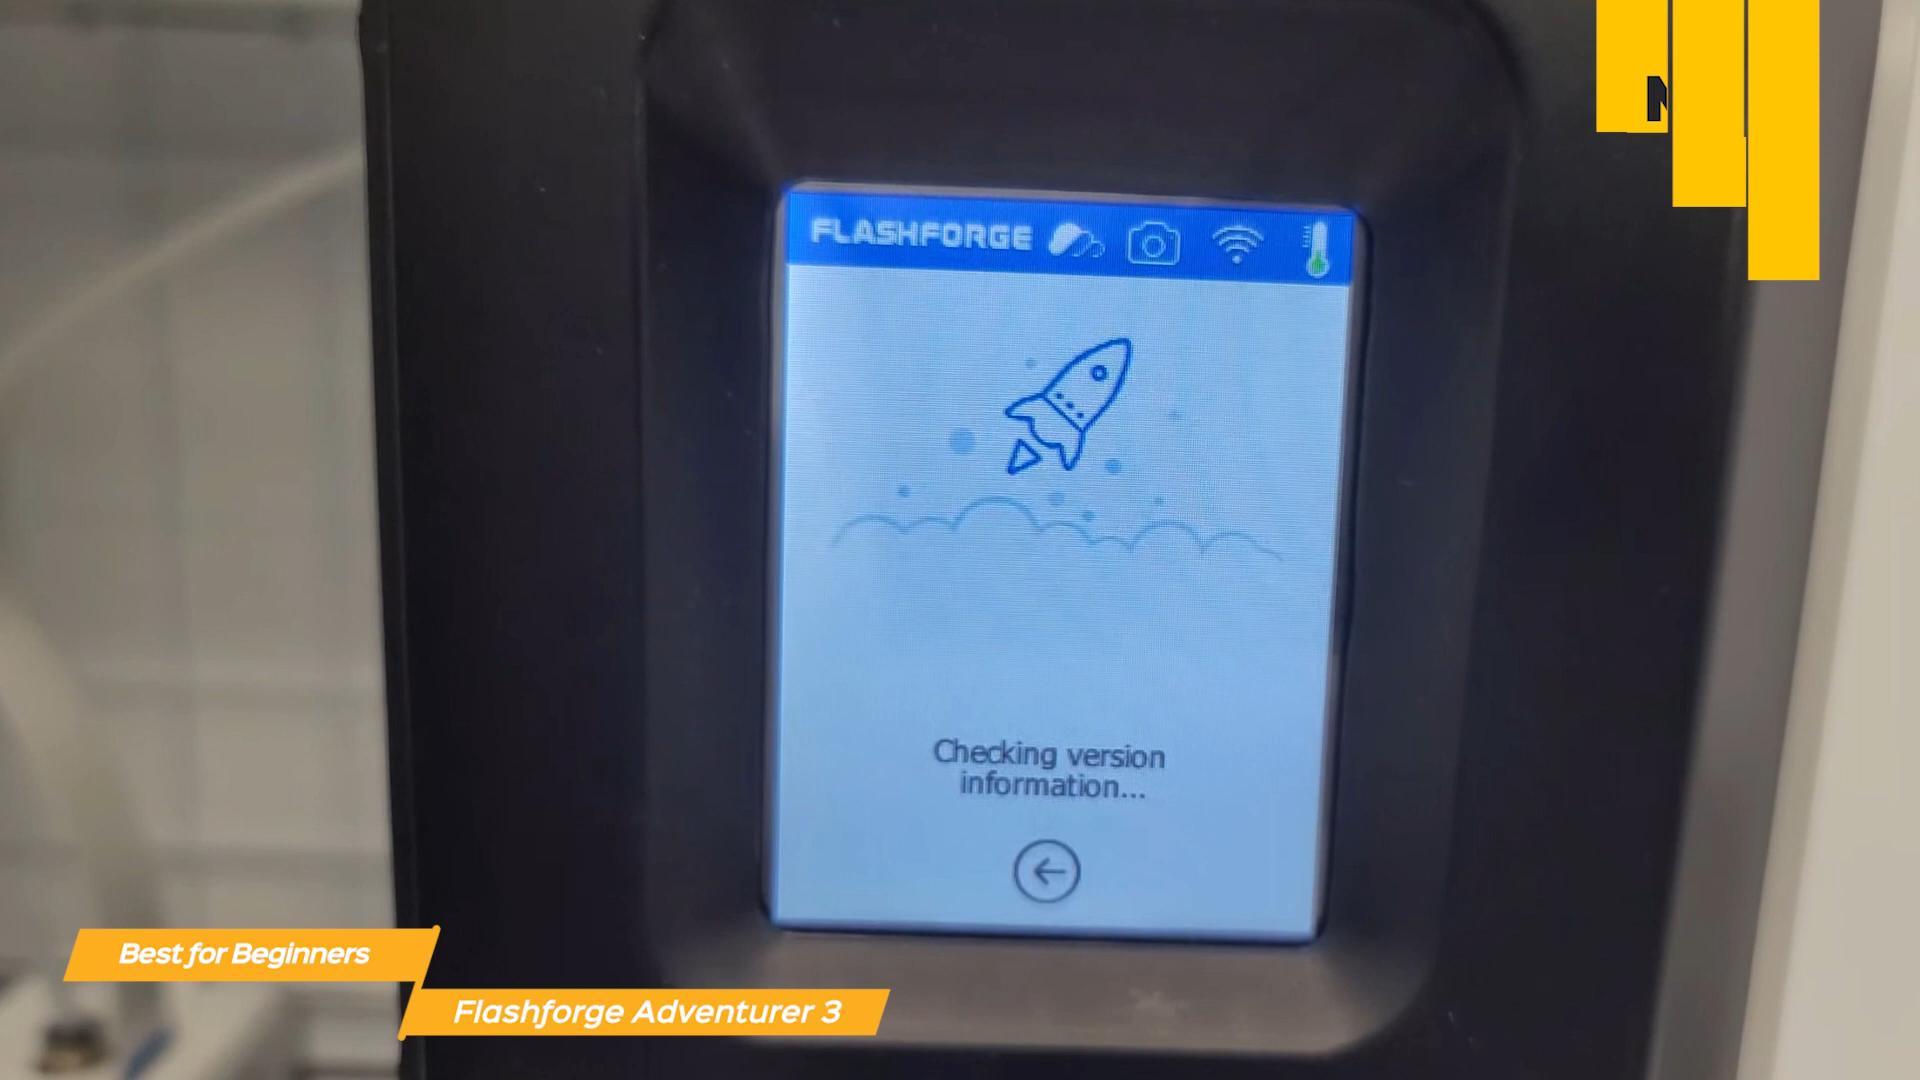 FLASHFORGE
Checking version
information...
Best for Beginners
Flashforge Adventurer 3